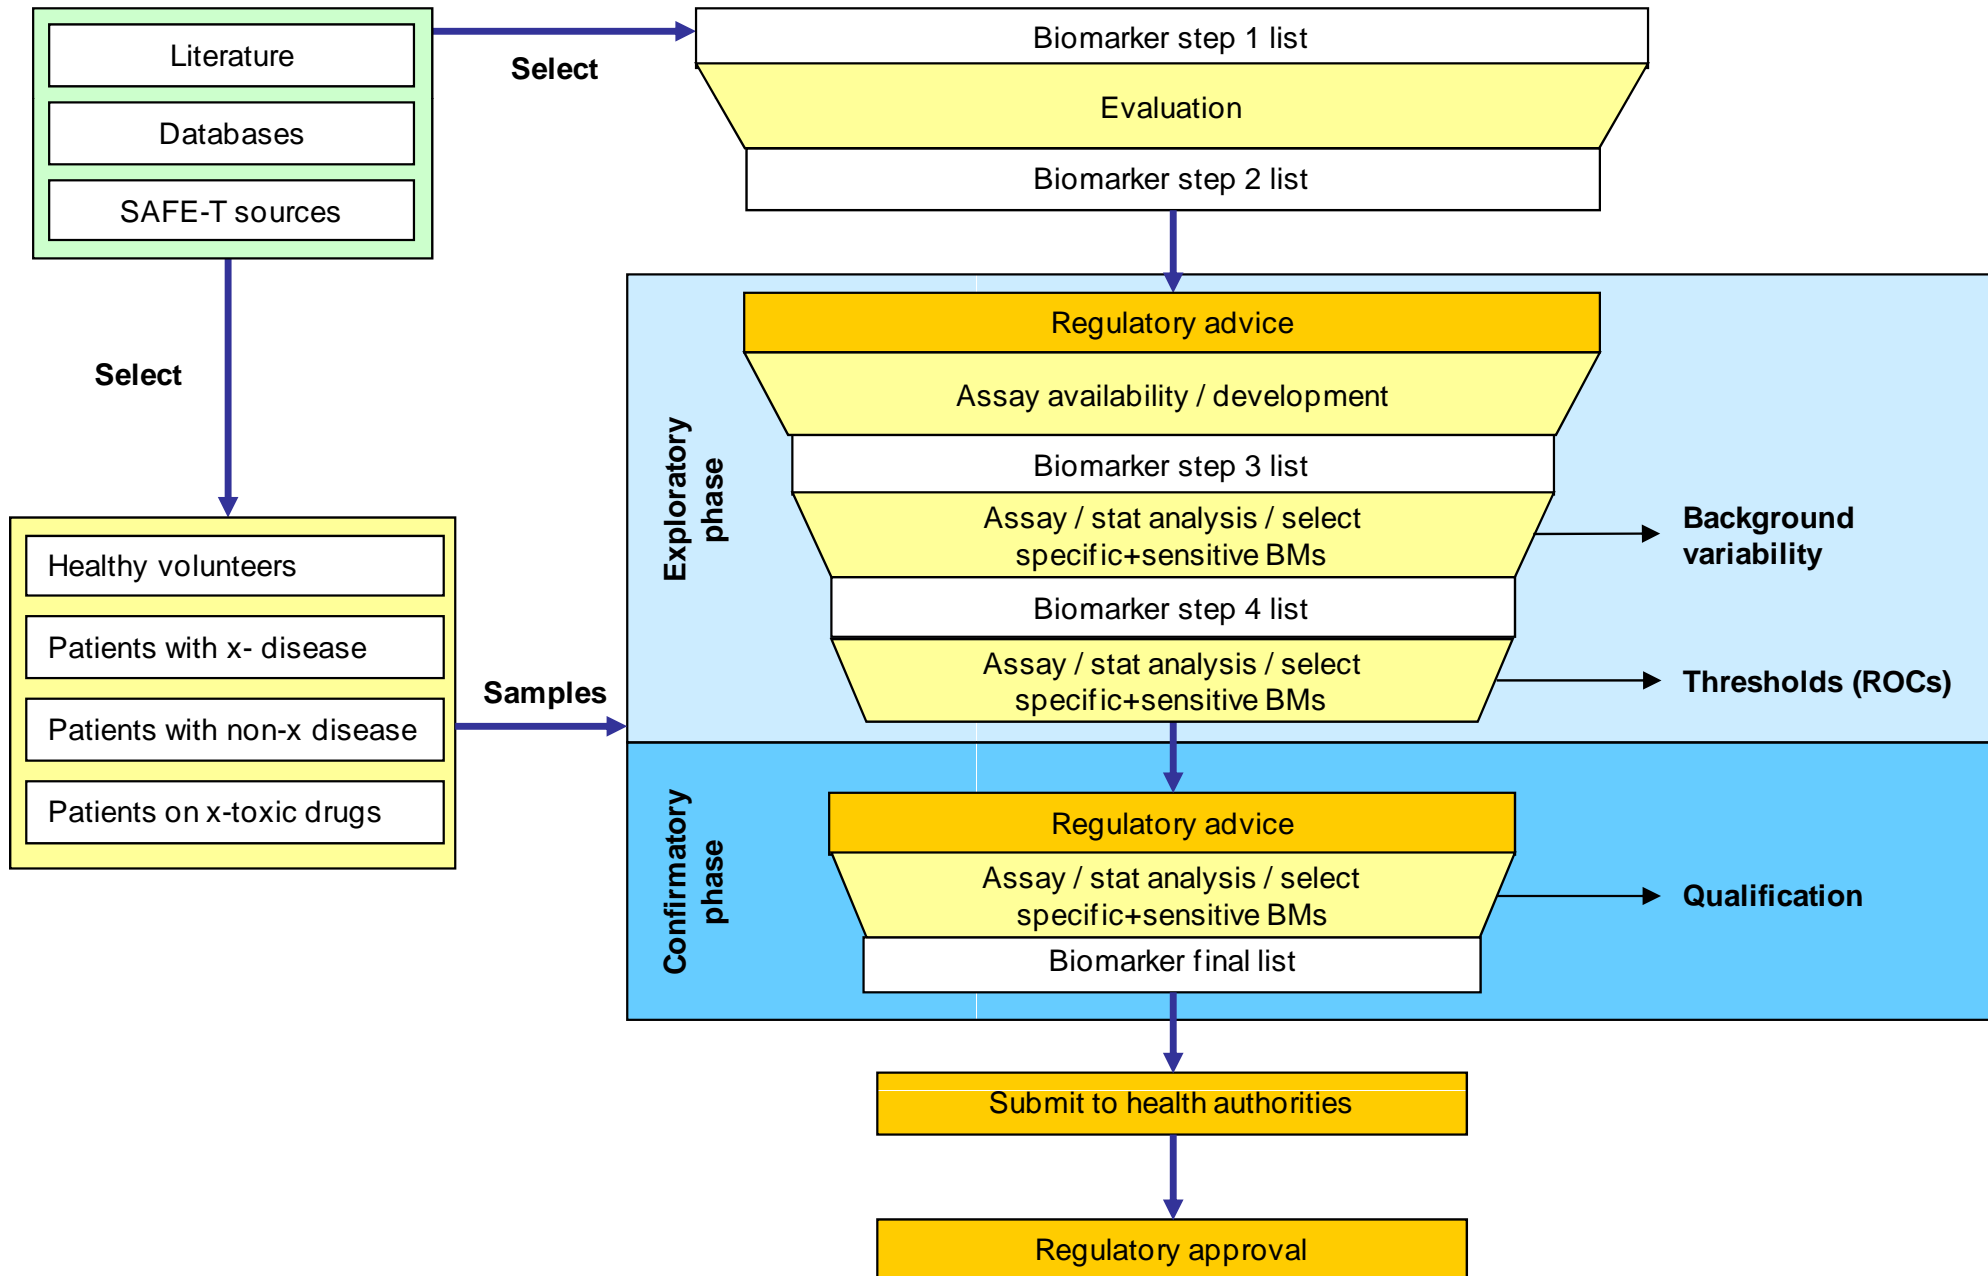 Literature
Databases
SAFE-T sources
Select
Biomarker step 1 list
Evaluation
Biomarker step 2 list
Select
Healthy volunteers
Patients with x- disease
Patients with non-x disease
Patients on x-toxic drugs
Samples
Exploratory
phase
Regulatory advice
Assay availability / development
Biomarker step 3 list
Assay / stat analysis / select
specific+sensitive BMs
Background
variability
Biomarker step 4 list
Assay / stat analysis / select
specific+sensitive BMs
Thresholds (ROCs)
Confirmatory
phase
Regulatory advice
Assay / stat analysis / select
specific+sensitive BMs
Qualification
Biomarker final list
Submit to health authorities
Regulatory approval